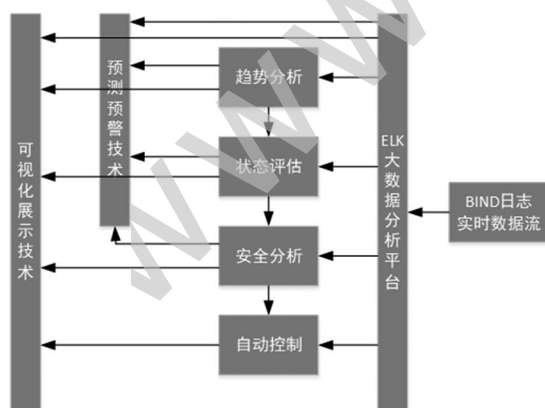 可视化展示技术
预测预警技术
趋势分析
状态评估
安全分析
自动控制
ELK大数据分析平台
BIND日志
实时数据流
WWW